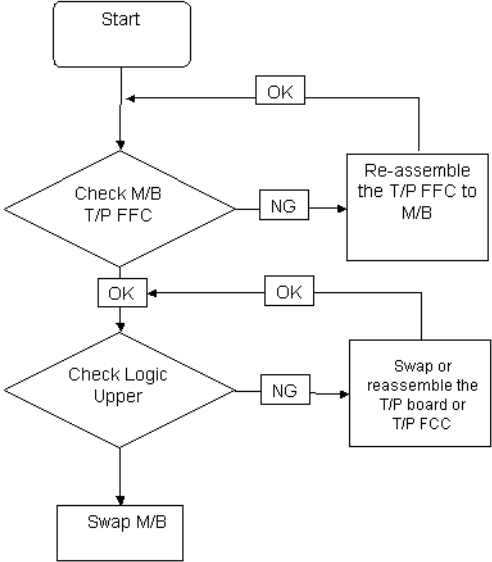 Start
OK
Check M/B
T/P FFC
NG
Re-assemble
the T/P FFC to
M/B
OK
OK
Check Logic
Upper
NG
Swap or
reassemble the
T/P board or
T/P FCC
Swap M/B